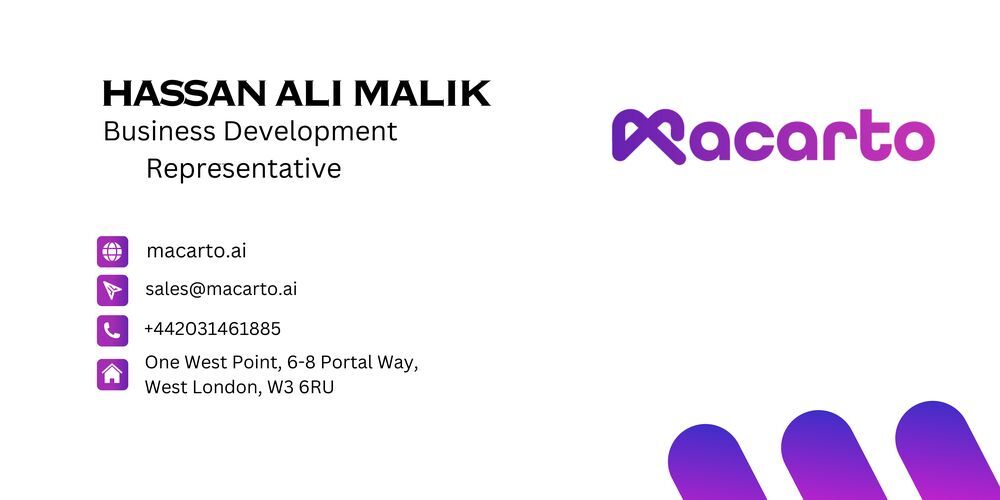 HASSAN ALI MALIK
Business Development
Representative
Macarto
macarto.ai
sales@macarto.ai
+442031461885
One West Point, 6-8 Portal Way,
West London, W3 6RU